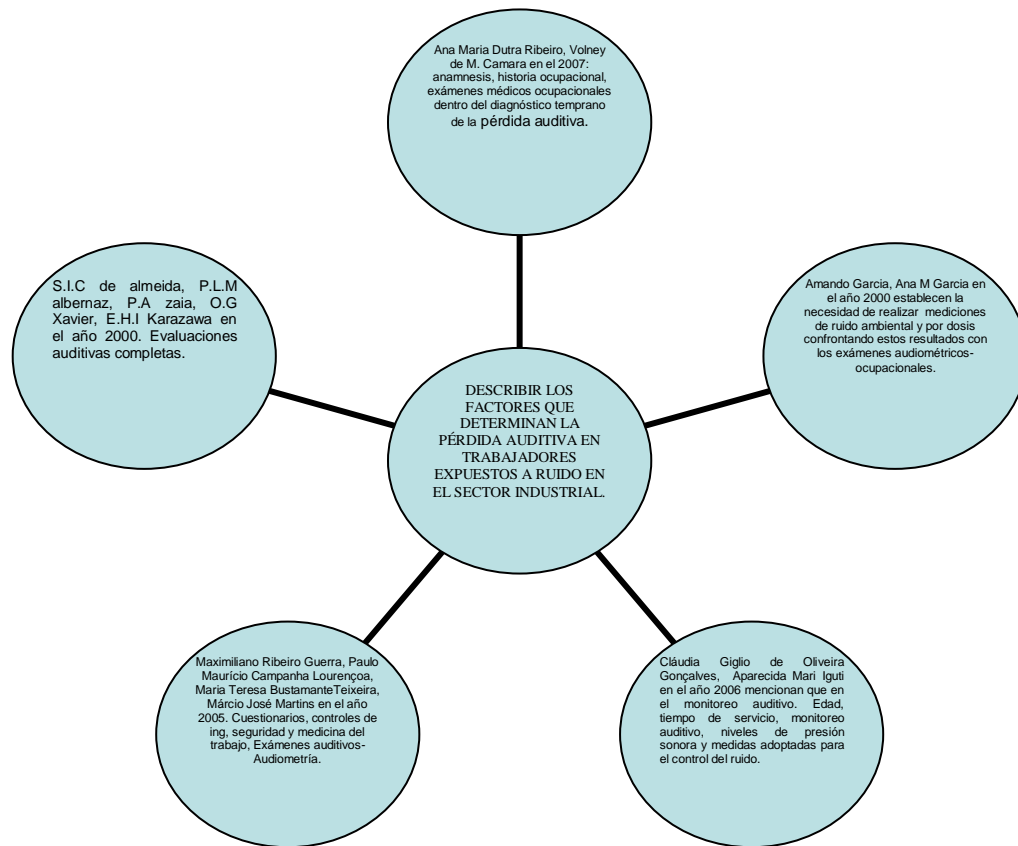 Ana Maria Dutra Ribeiro, Volney
de M. Camara en el 2007:
anamnesis, historia ocupacional,
exámenes médicos ocupacionales
dentro del diagnóstico temprano
de la pérdida auditiva.
S.I.C de almeida, P.L.M
albernaz, P.A zaia, O.G
Xavier, E.H.I Karazawa en
el año 2000. Evaluaciones
auditivas completas.
Amando Garcia, Ana M Garcia en
el año 2000 establecen la
necesidad de realizar mediciones
de ruido ambiental y por dosis
confrontando estos resultados con
los exámenes audiométricos-
ocupacionales.
DESCRIBIR LOS
FACTORES QUE
DETERMINAN LA
PÉRDIDA AUDITIVA EN
TRABAJADORES
EXPUESTOS A RUIDO EN
EL SECTOR INDUSTRIAL.
Maximiliano Ribeiro Guerra, Paulo
Maurício Campanha Lourençoa,
Maria Teresa BustamanteTeixeira,
Márcio José Martins en el año
2005. Cuestionarios, controles de
ing, seguridad y medicina del
trabajo, Exámenes auditivos-
Audiometría.
Cláudia Giglio de Oliveira
Gonçalves, Aparecida Mari Iguti
en el año 2006 mencionan que en
el monitoreo auditivo. Edad,
tiempo de servicio, monitoreo
auditivo, niveles de presión
sonora y medidas adoptadas para
el control del ruido.